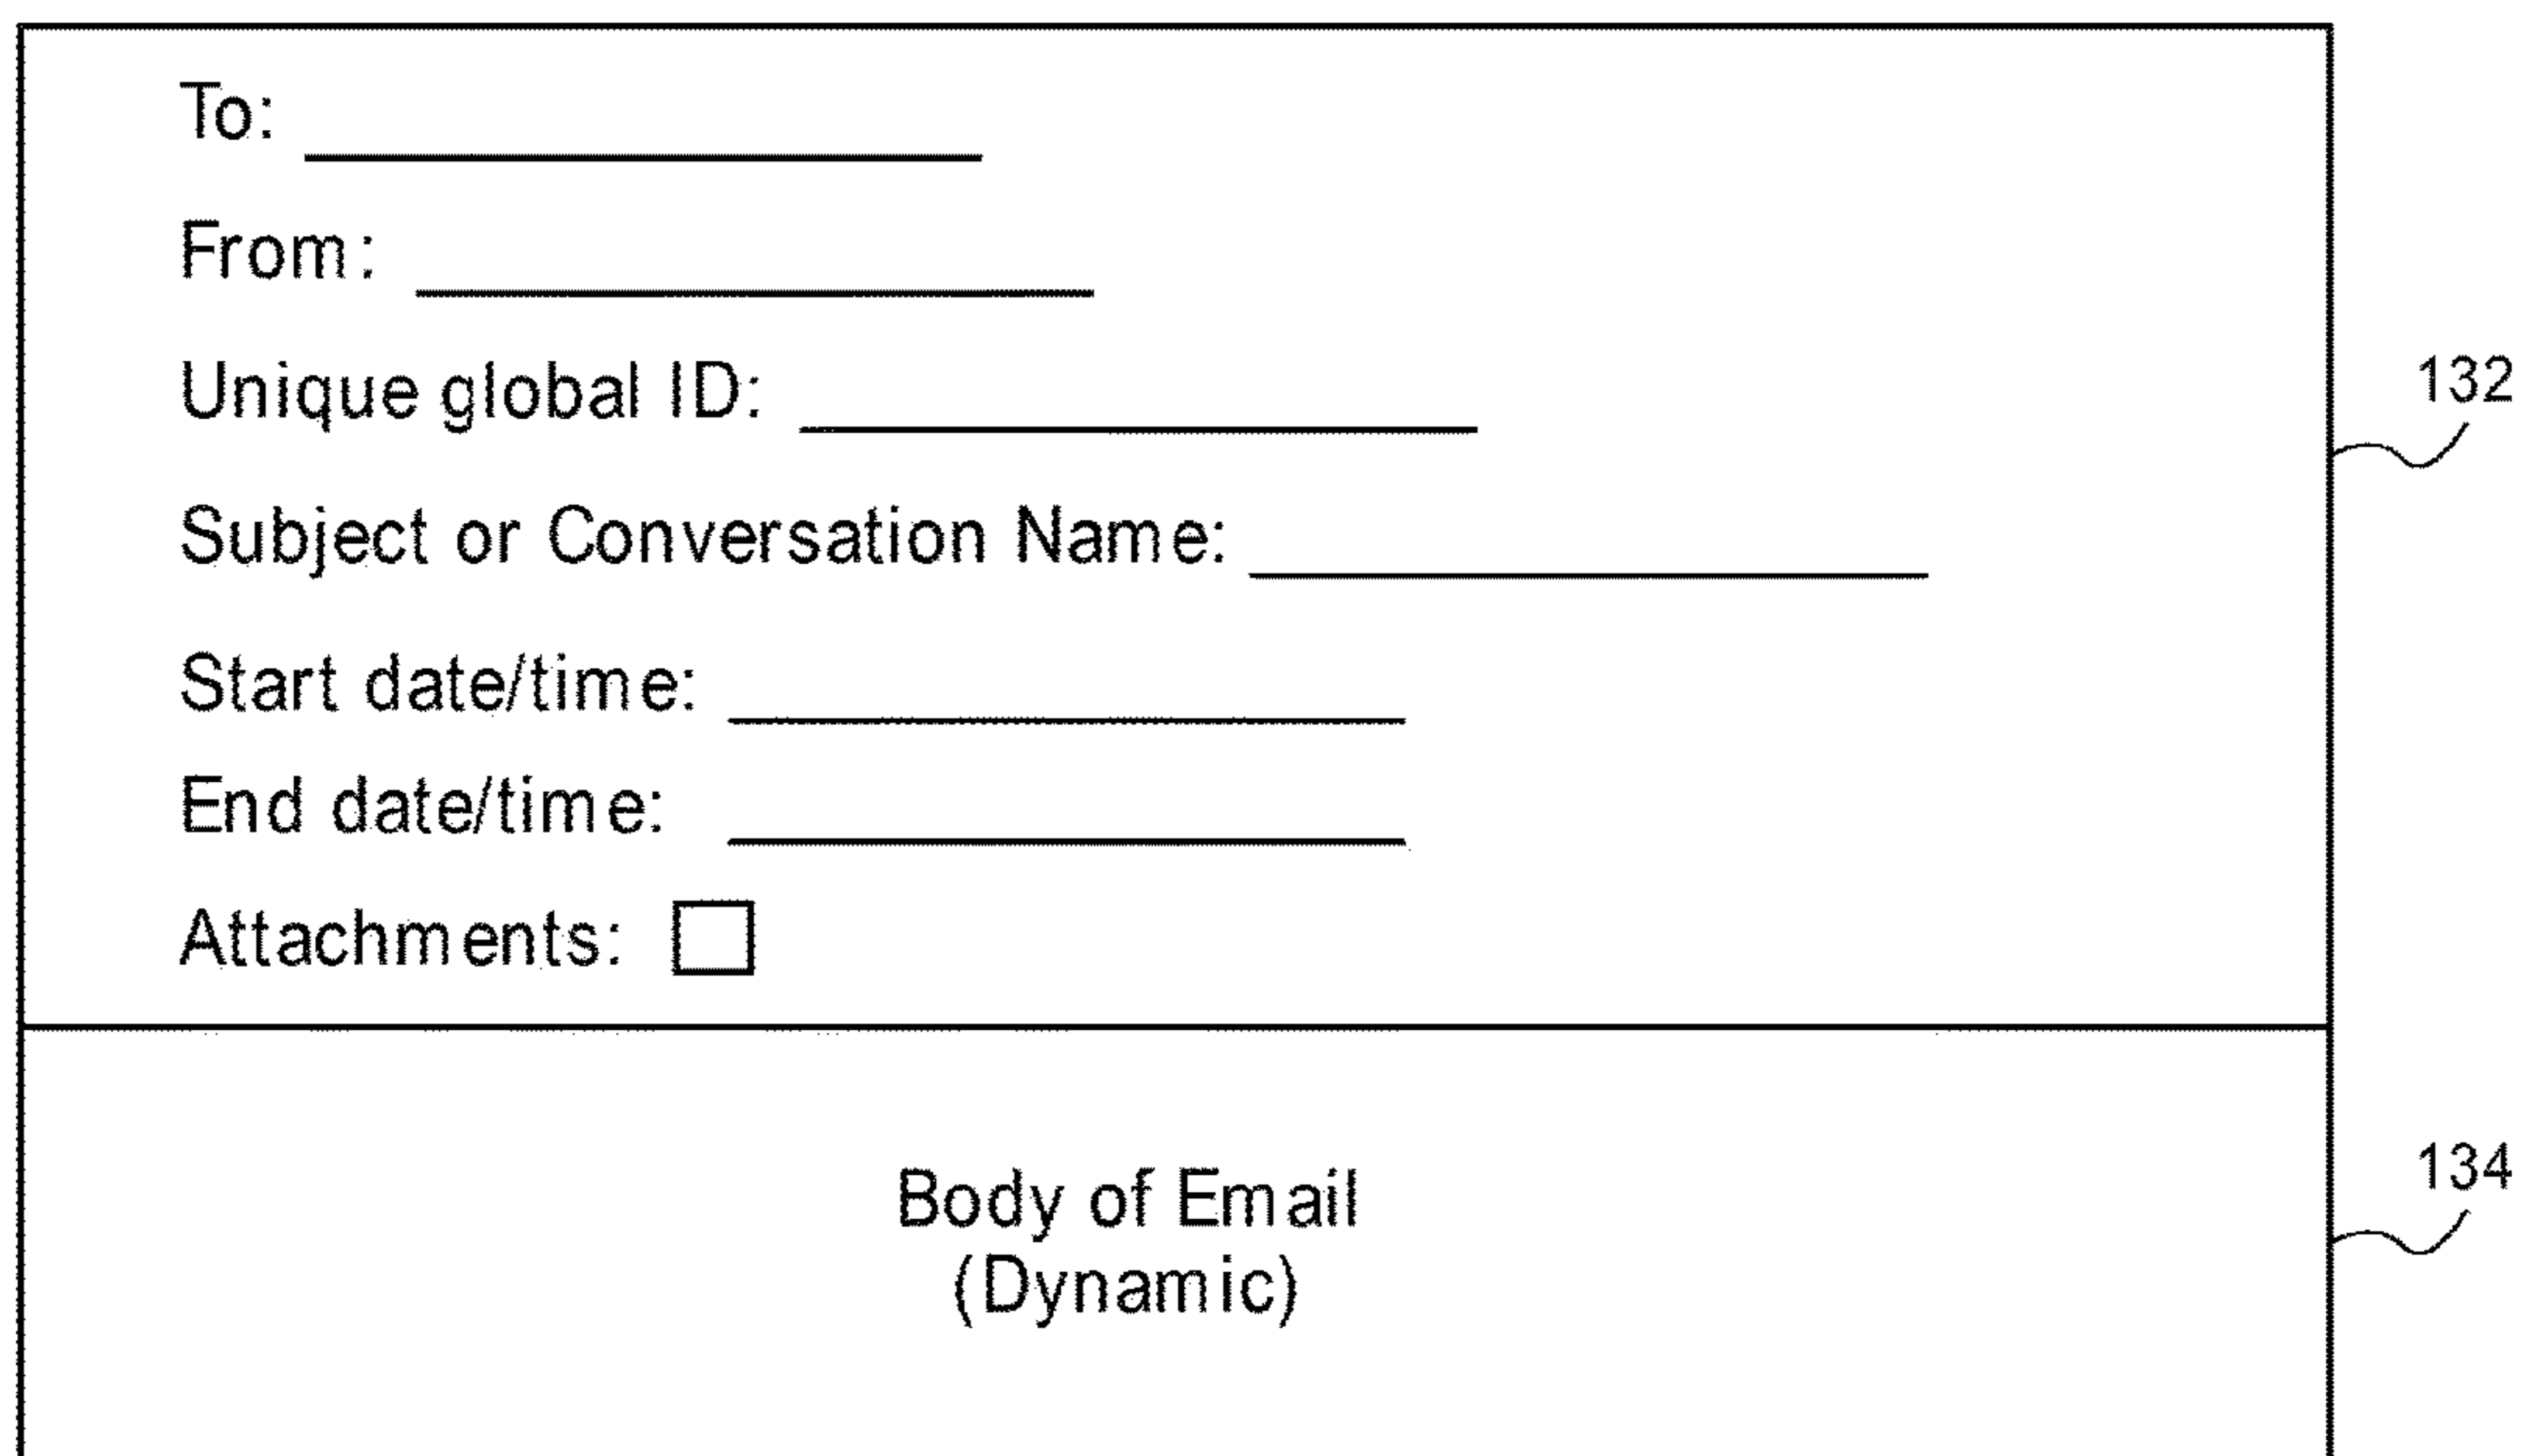 To:
From:
Unique global ID:
132
Subject or Conversation Name:
Start date/time:
End date/time:
Attachments:
134
Body of Email
(Dynamic)